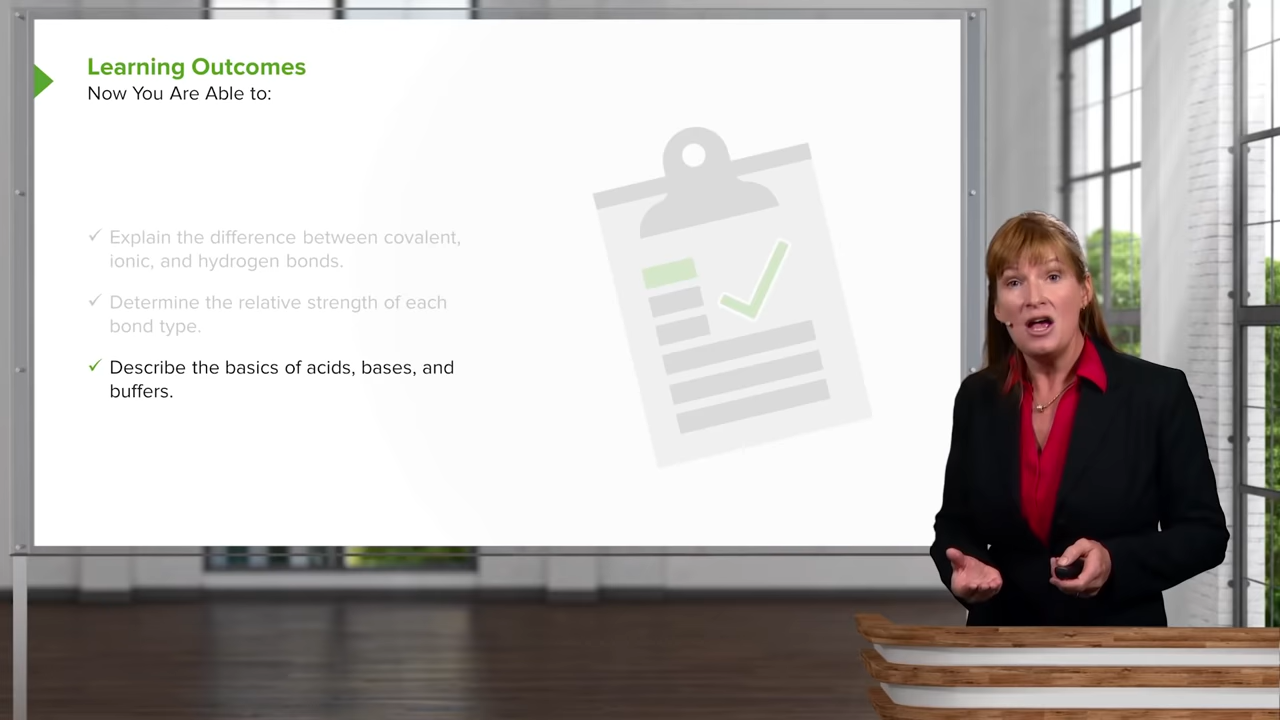 Learning Outcomes
Now You Are Able to:
✓ Explain the difference between covalent,
ionic, and hydrogen bonds.
✓ Determine the relative strength of each
bond type.
✓ Describe the basics of acids, bases, and
buffers.